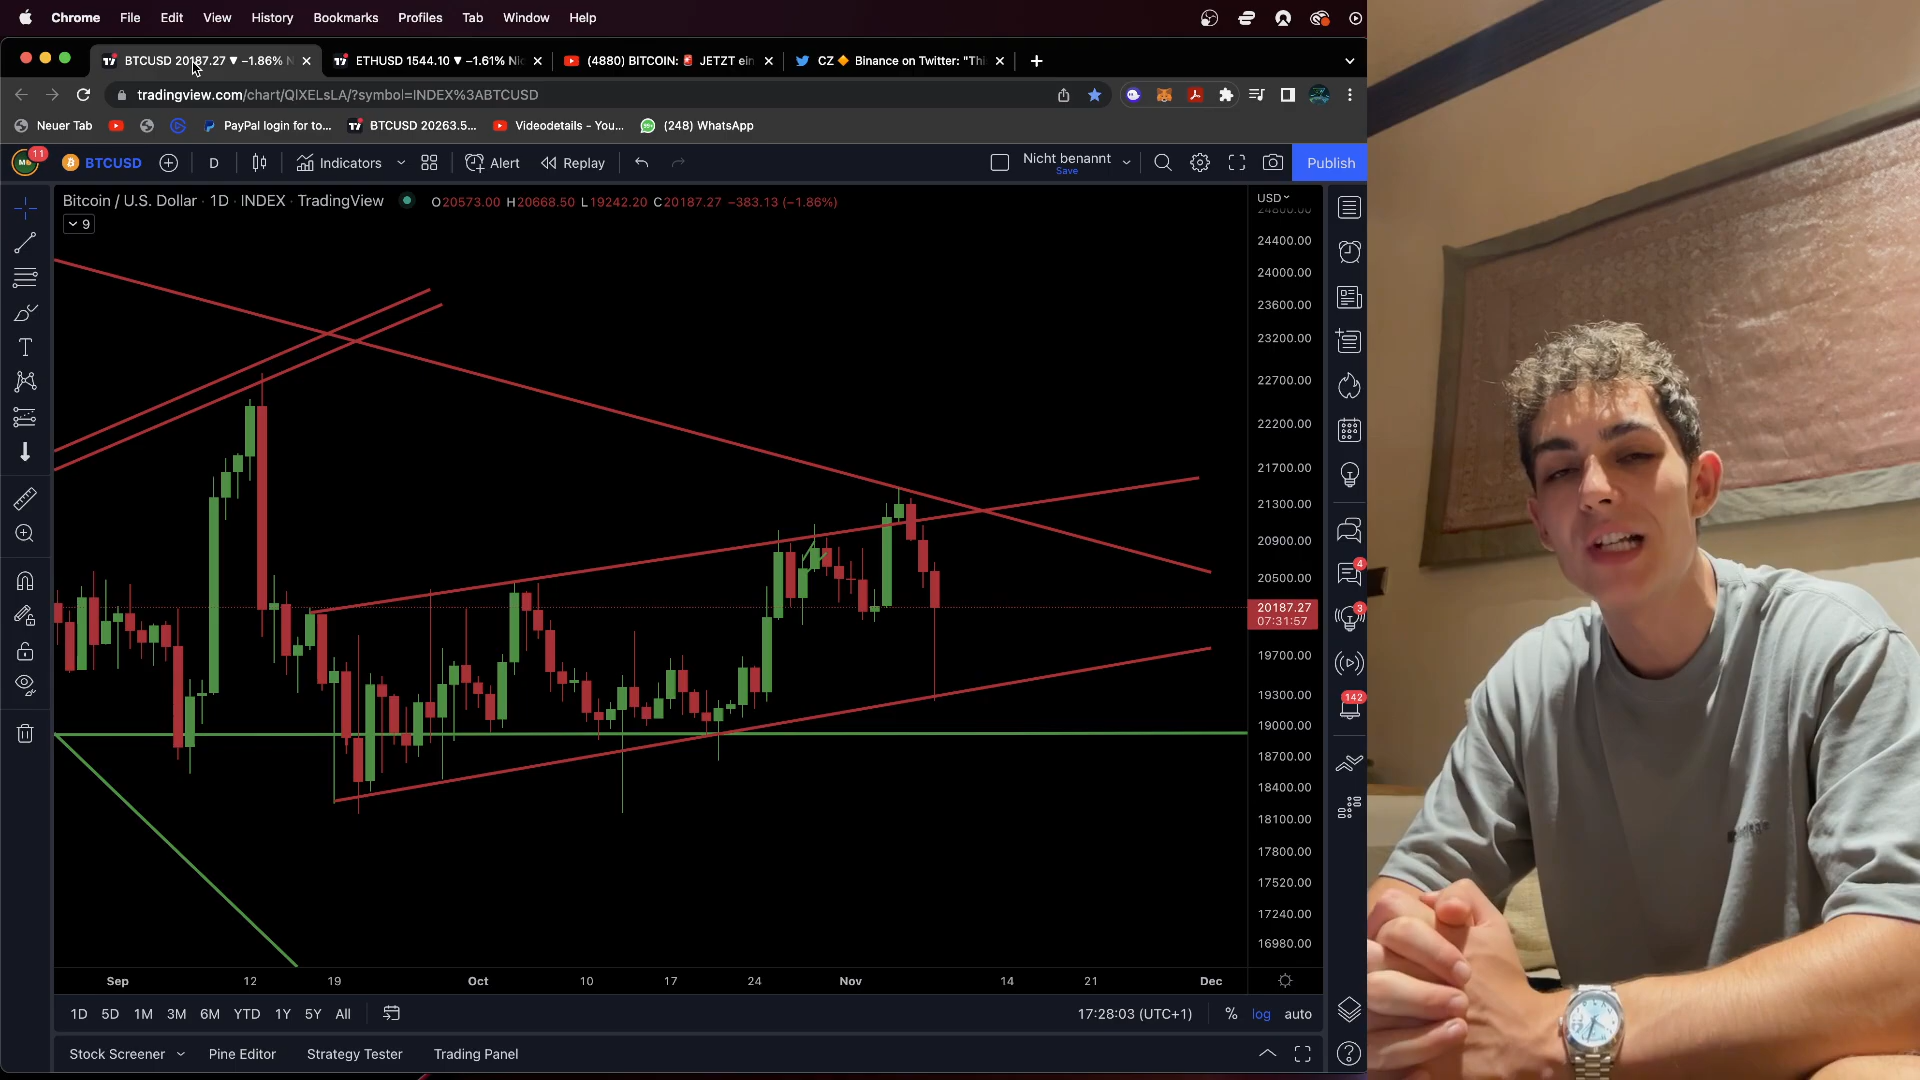 Chrome File Edit View History Bookmarks Profiles Tab Window Help
BTCUSD 20187.27 ▼ −1.86% N
ETHUSD 1544.10 ▼ −1.61% Ni
(4880) BITCOIN: 🚨 JETZT ein
CZ 🔶 Binance on Twitter: "Thi
tradingview.com/chart/QlXELsLA/?symbol=INDEX%3ABTCUSD
Neuer Tab PayPal login for to... BTCUSD 20263.5... Videodetails - You... (248) WhatsApp
11 BTCUSD D Indicators Alert Replay Nicht benannt Publish
Save
Bitcoin / U.S. Dollar · 1D · INDEX · TradingView O20573.00 H20668.50 L19242.20 C20187.27 −383.13 (−1.86%)
9
USD
24800.00
24400.00
24000.00
23600.00
23200.00
22700.00
22200.00
21700.00
21300.00
20900.00
20500.00
20187.27
07:31:57
19700.00
19300.00
19000.00
18700.00
18400.00
18100.00
17800.00
17520.00
17240.00
16980.00
4
3
142
Sep 12 19 Oct 10 17 24 Nov 14 21 Dec
1D 5D 1M 3M 6M YTD 1Y 5Y All 17:28:03 (UTC+1) % log auto
Stock Screener Pine Editor Strategy Tester Trading Panel